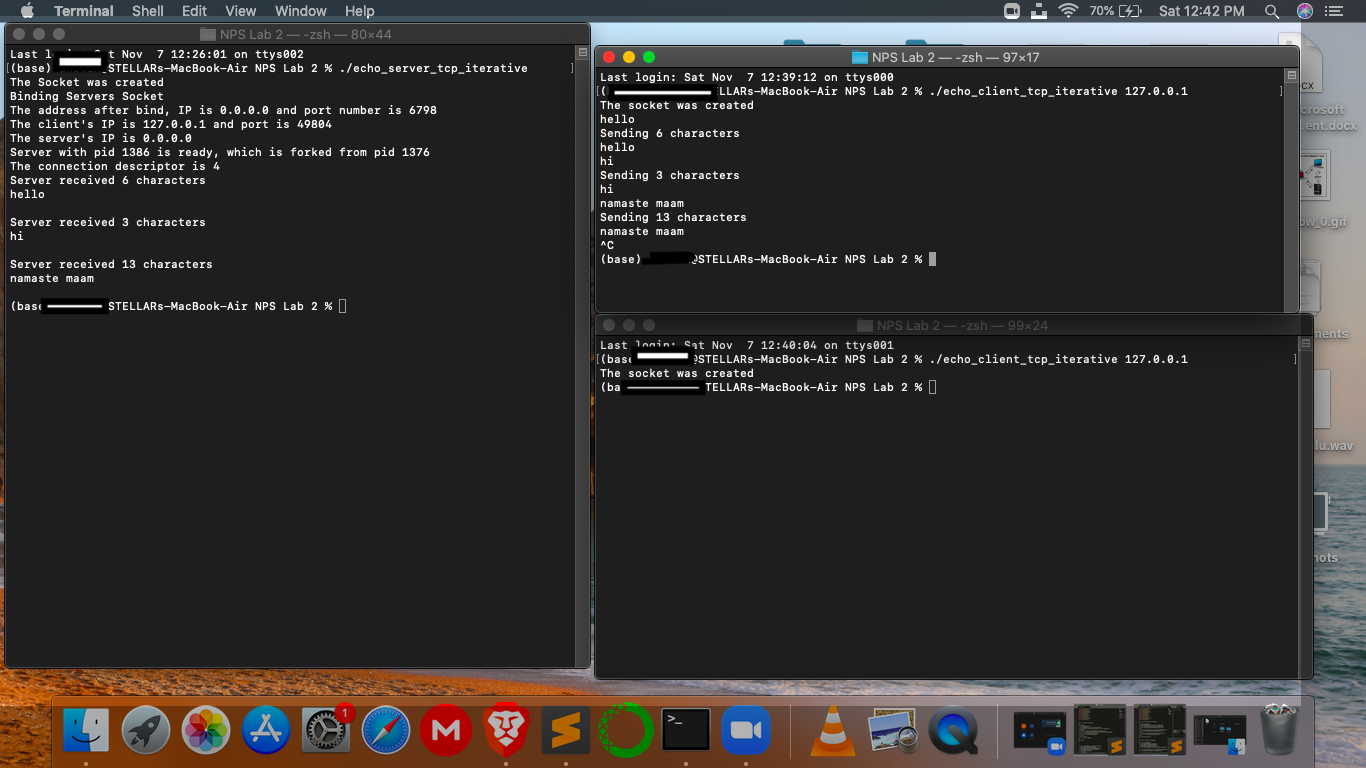 Terminal Shell Edit View Window Help
70% Sat 12:42 PM
NPS Lab 2 — -zsh — 80×44
Last t Nov 7 12:26:01 on ttys002
(base) @STELLARs-MacBook-Air NPS Lab 2 % ./echo_server_tcp_iterative
The Socket was created
Binding Servers Socket
The address after bind, IP is 0.0.0.0 and port number is 6798
The client's IP is 127.0.0.1 and port is 49804
The server's IP is 0.0.0.0
Server with pid 1386 is ready, which is forked from pid 1376
The connection descriptor is 4
Server received 6 characters
hello
Server received 3 characters
hi
Server received 13 characters
namaste maam
(base STELLARs-MacBook-Air NPS Lab 2 %
NPS Lab 2 — -zsh — 97×17
Last login: Sat Nov 7 12:39:12 on ttys000
( ELLARs-MacBook-Air NPS Lab 2 % ./echo_client_tcp_iterative 127.0.0.1
The socket was created
hello
Sending 6 characters
hello
hi
Sending 3 characters
hi
namaste maam
Sending 13 characters
namaste maam
^C
(base) @STELLARs-MacBook-Air NPS Lab 2 %
NPS Lab 2 — -zsh — 99×24
Last login: Sat Nov 7 12:40:04 on ttys001
(bas @STELLARs-MacBook-Air NPS Lab 2 % ./echo_client_tcp_iterative 127.0.0.1
The socket was created
(ba TELLARs-MacBook-Air NPS Lab 2 %
cx
crosoft
.ent.docx
ow_0.gif
ments
lu.wav
ots
1
>_